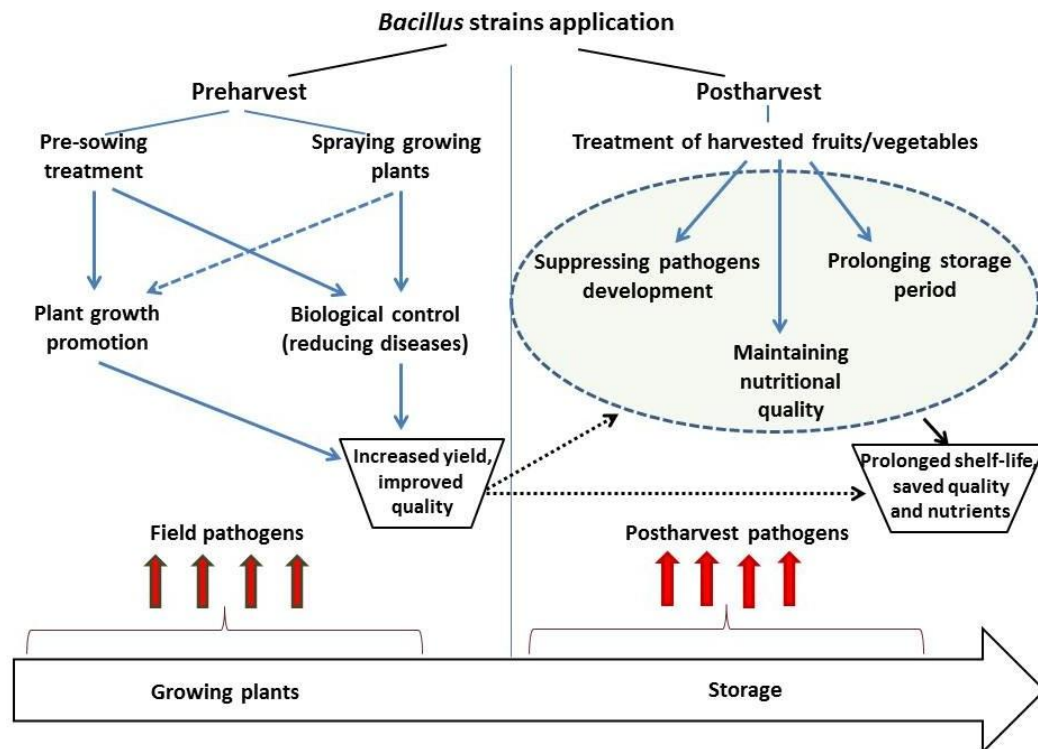 Bacillus strains application
Preharvest
Postharvest
Pre-sowing
treatment
Spraying growing
plants
Treatment of harvested fruits/vegetables
Suppressing pathogens
development
Prolonging storage
period
Plant growth
promotion
Biological control
(reducing diseases)
Maintaining
nutritional
quality
Increased yield,
improved
quality
Prolonged shelf-life,
saved quality
and nutrients
Field pathogens
Postharvest pathogens
Growing plants
Storage